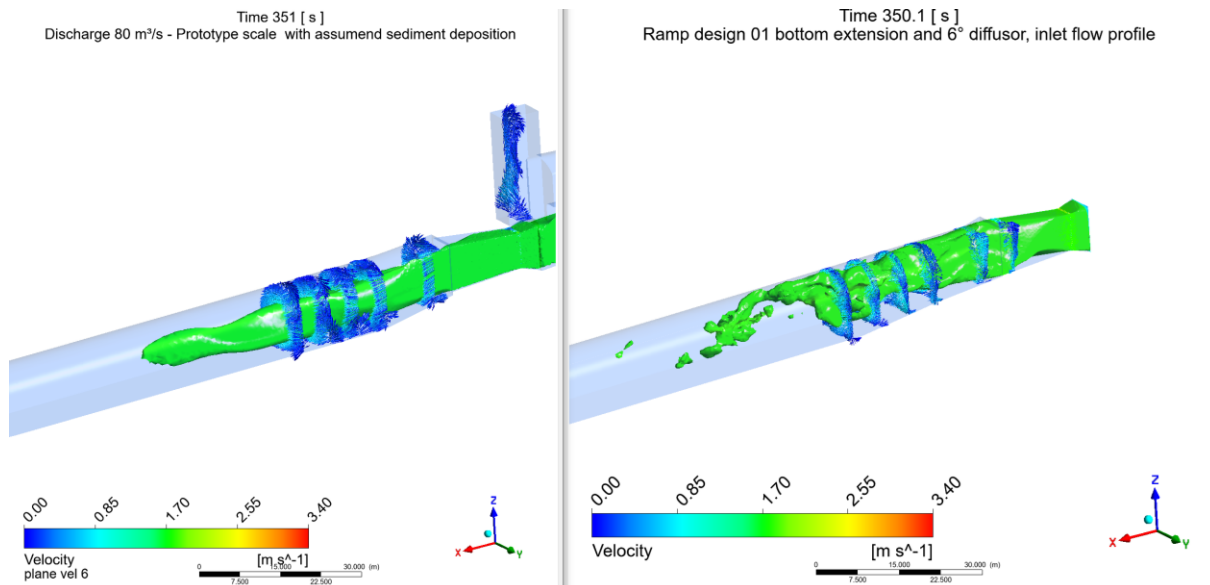 Time 351 [ s ]
Discharge 80 m³/s - Prototype scale with assumend sediment deposition
0.00 0.85 1.70 2.55 3.40
Velocity [m s^-1]
plane vel 6
0 15.000 30.000 (m)
7.500 22.500
Z
X Y
Time 350.1 [ s ]
Ramp design 01 bottom extension and 6° diffusor, inlet flow profile
0.00 0.85 1.70 2.55 3.40
Velocity [m s^-1]
0 15.000 30.000 (m)
7.500 22.500
Z
X Y